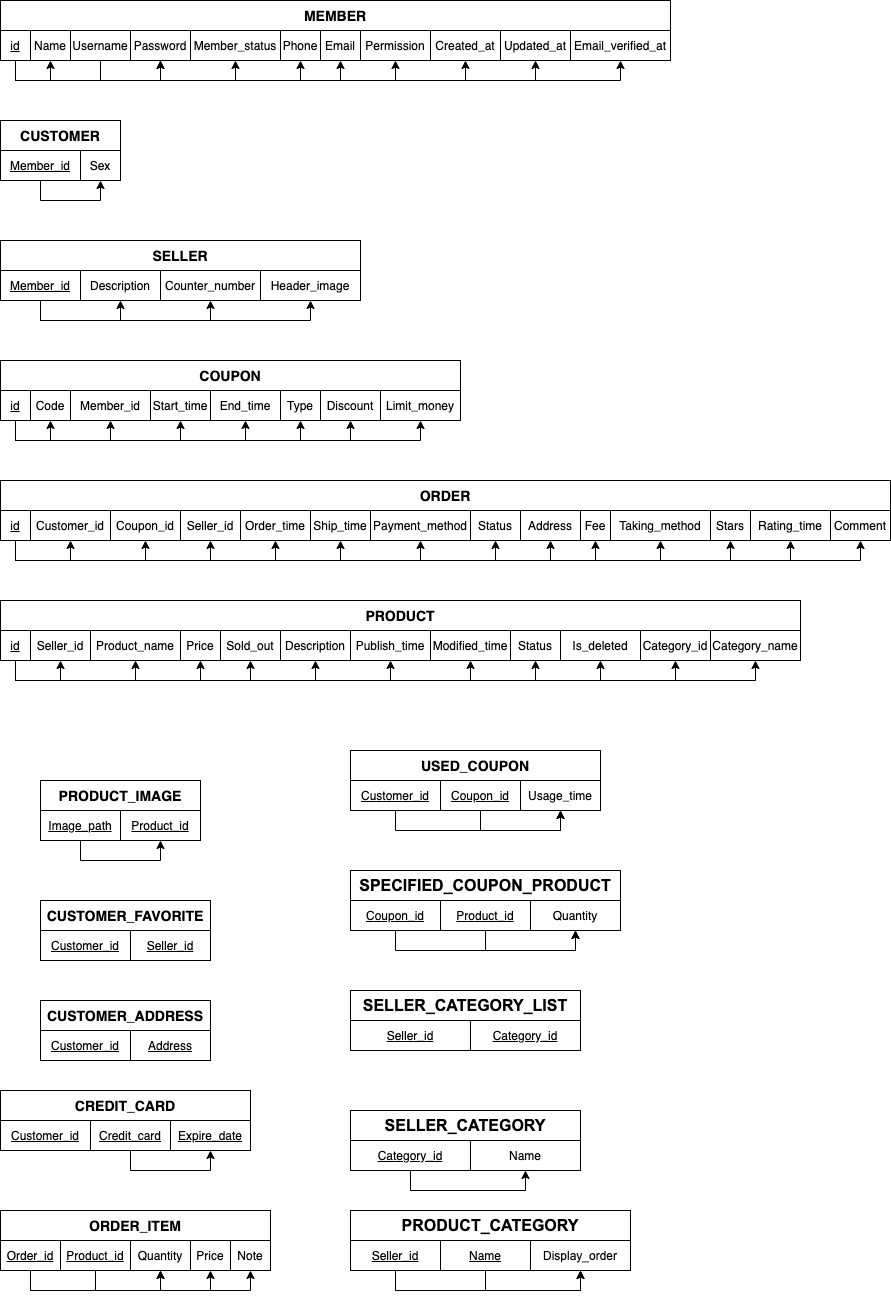 MEMBER
id Name Username Password Member_status Phone Email Permission Created_at Updated_at Email_verified_at
CUSTOMER
Member_id Sex
SELLER
Member_id Description Counter_number Header_image
COUPON
id Code Member_id Start_time End_time Type Discount Limit_money
ORDER
id Customer_id Coupon_id Seller_id Order_time Ship_time Payment_method Status Address Fee Taking_method Stars Rating_time Comment
PRODUCT
id Seller_id Product_name Price Sold_out Description Publish_time Modified_time Status Is_deleted Category_id Category_name
PRODUCT_IMAGE
Image_path Product_id
CUSTOMER_FAVORITE
Customer_id Seller_id
CUSTOMER_ADDRESS
Customer_id Address
CREDIT_CARD
Customer_id Credit_card Expire_date
ORDER_ITEM
Order_id Product_id Quantity Price Note
USED_COUPON
Customer_id Coupon_id Usage_time
SPECIFIED_COUPON_PRODUCT
Coupon_id Product_id Quantity
SELLER_CATEGORY_LIST
Seller_id Category_id
SELLER_CATEGORY
Category_id Name
PRODUCT_CATEGORY
Seller_id Name Display_order